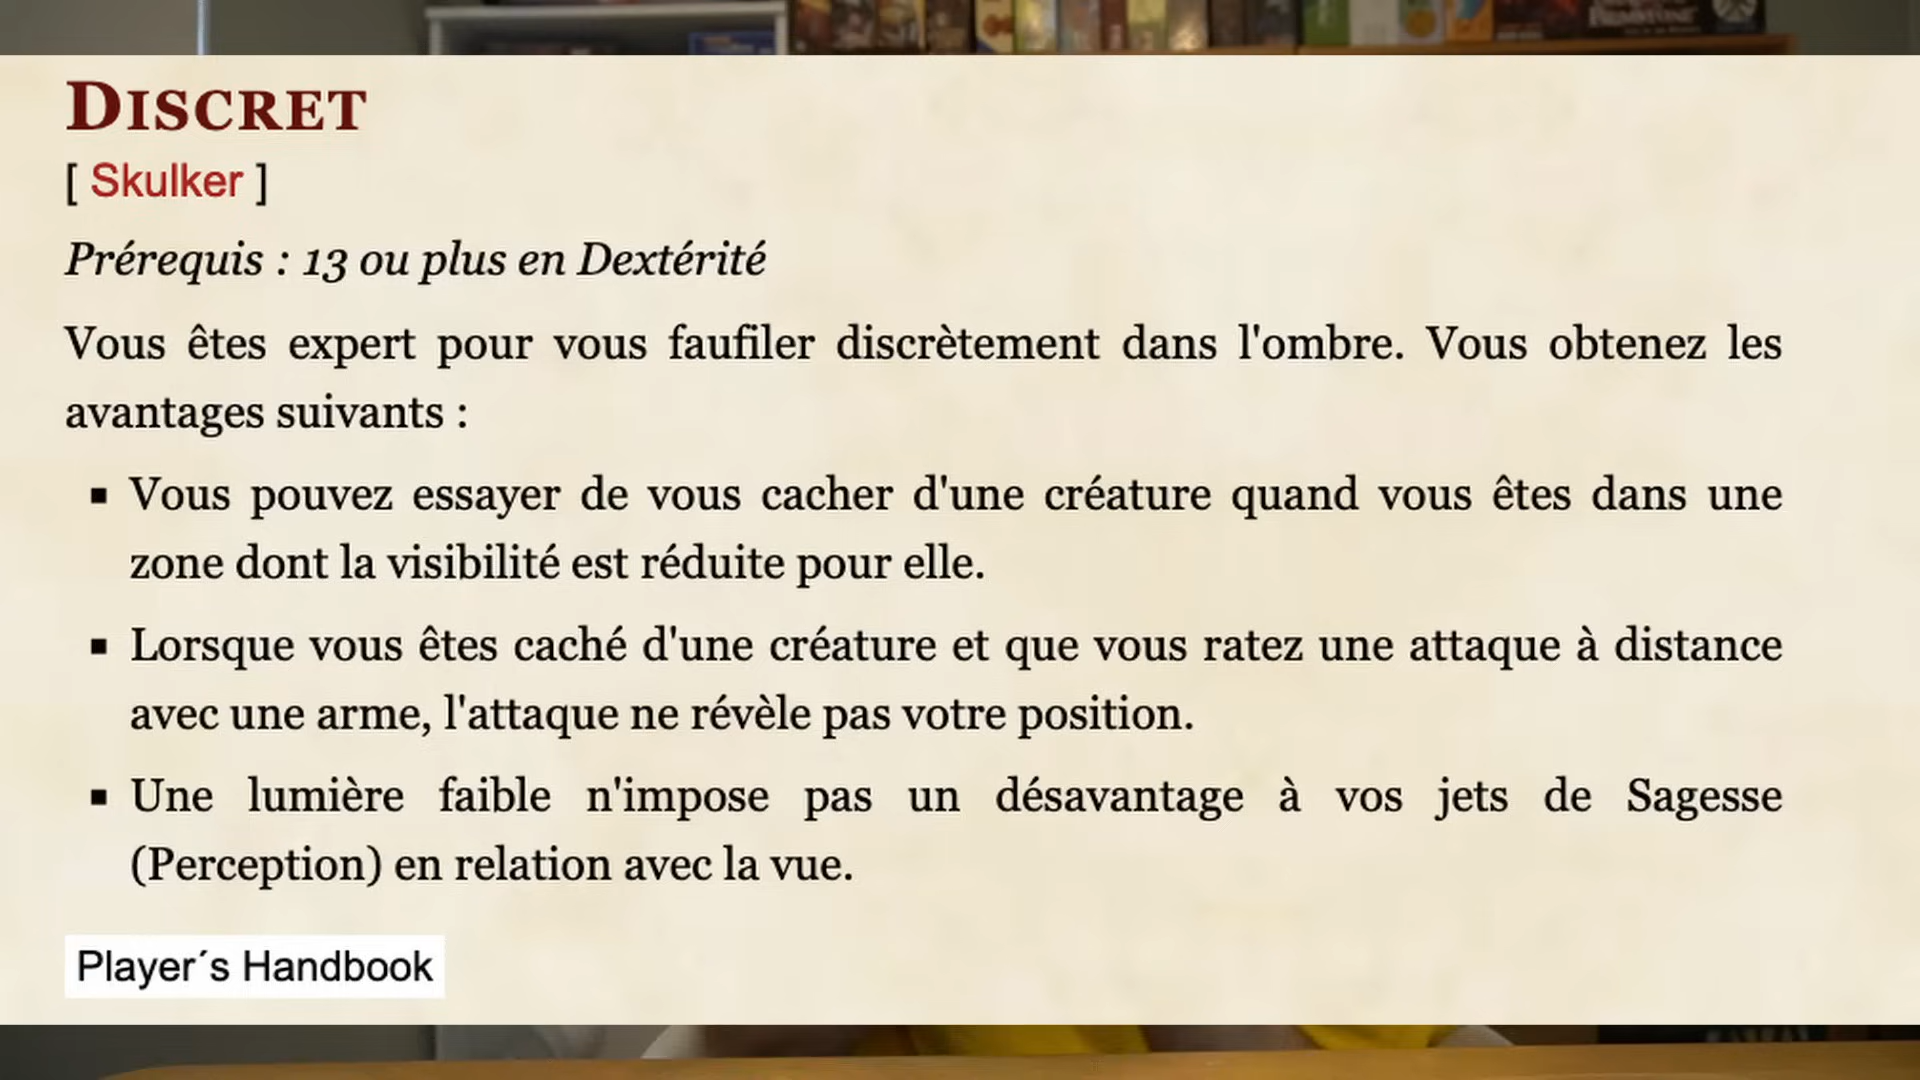 DISCRET
[ Skulker ]
Prérequis : 13 ou plus en Dextérité
Vous êtes expert pour vous faufiler discrètement dans l'ombre. Vous obtenez les
avantages suivants :
▪ Vous pouvez essayer de vous cacher d'une créature quand vous êtes dans une
zone dont la visibilité est réduite pour elle.
▪ Lorsque vous êtes caché d'une créature et que vous ratez une attaque à distance
avec une arme, l'attaque ne révèle pas votre position.
▪ Une lumière faible n'impose pas un désavantage à vos jets de Sagesse
(Perception) en relation avec la vue.
Player´s Handbook